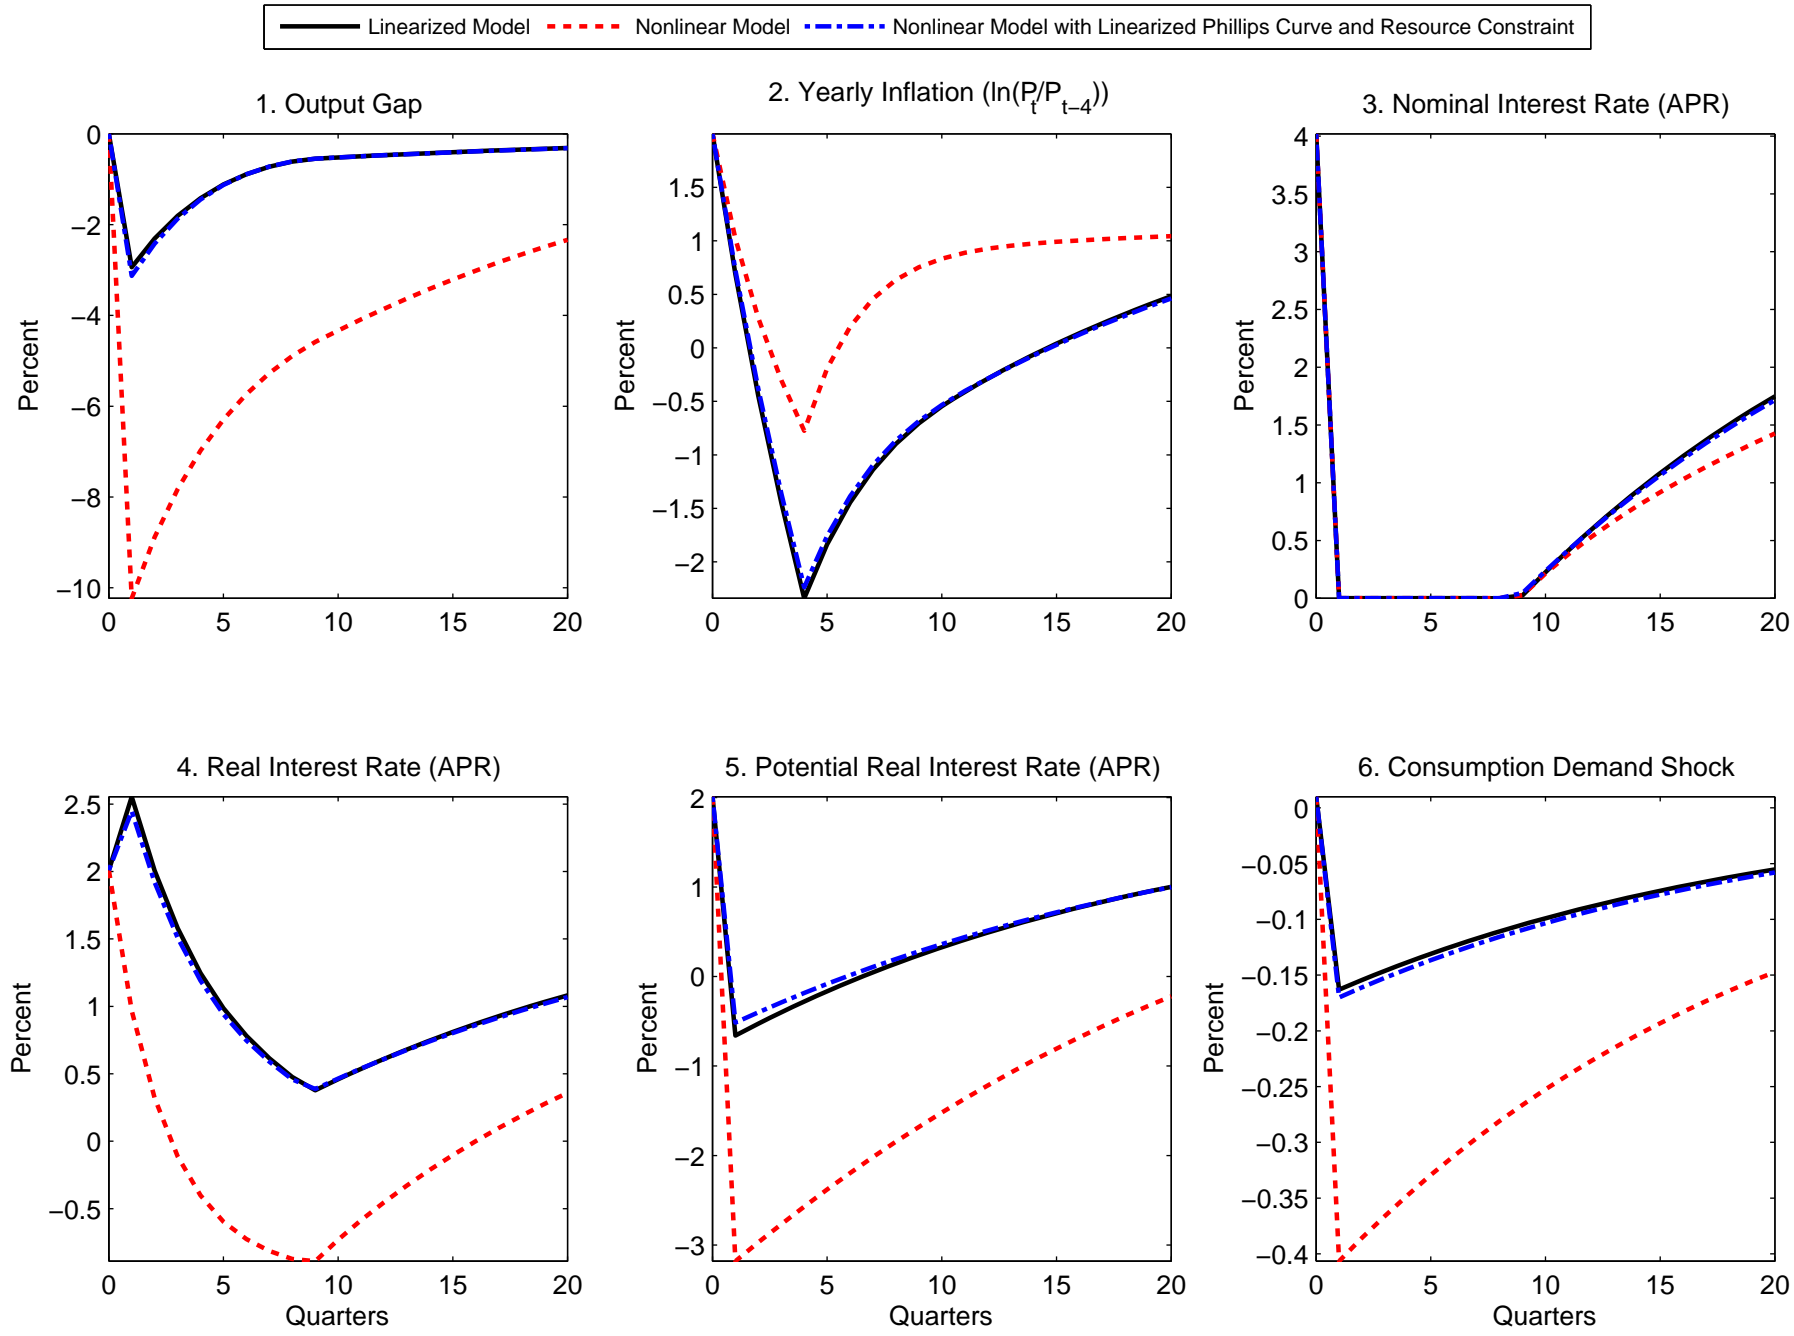 Linearized Model Nonlinear Model Nonlinear Model with Linearized Phillips Curve and Resource Constraint
1. Output Gap
0
−2
−4
−6
−8
−10
Percent
0 5 10 15 20
2. Yearly Inflation (ln(Pt/Pt−4))
1.5
1
0.5
0
−0.5
−1
−1.5
−2
Percent
0 5 10 15 20
3. Nominal Interest Rate (APR)
4
3.5
3
2.5
2
1.5
1
0.5
0
Percent
0 5 10 15 20
4. Real Interest Rate (APR)
2.5
2
1.5
1
0.5
0
−0.5
Percent
0 5 10 15 20
Quarters
5. Potential Real Interest Rate (APR)
2
1
0
−1
−2
−3
Percent
0 5 10 15 20
Quarters
6. Consumption Demand Shock
0
−0.05
−0.1
−0.15
−0.2
−0.25
−0.3
−0.35
−0.4
Percent
0 5 10 15 20
Quarters